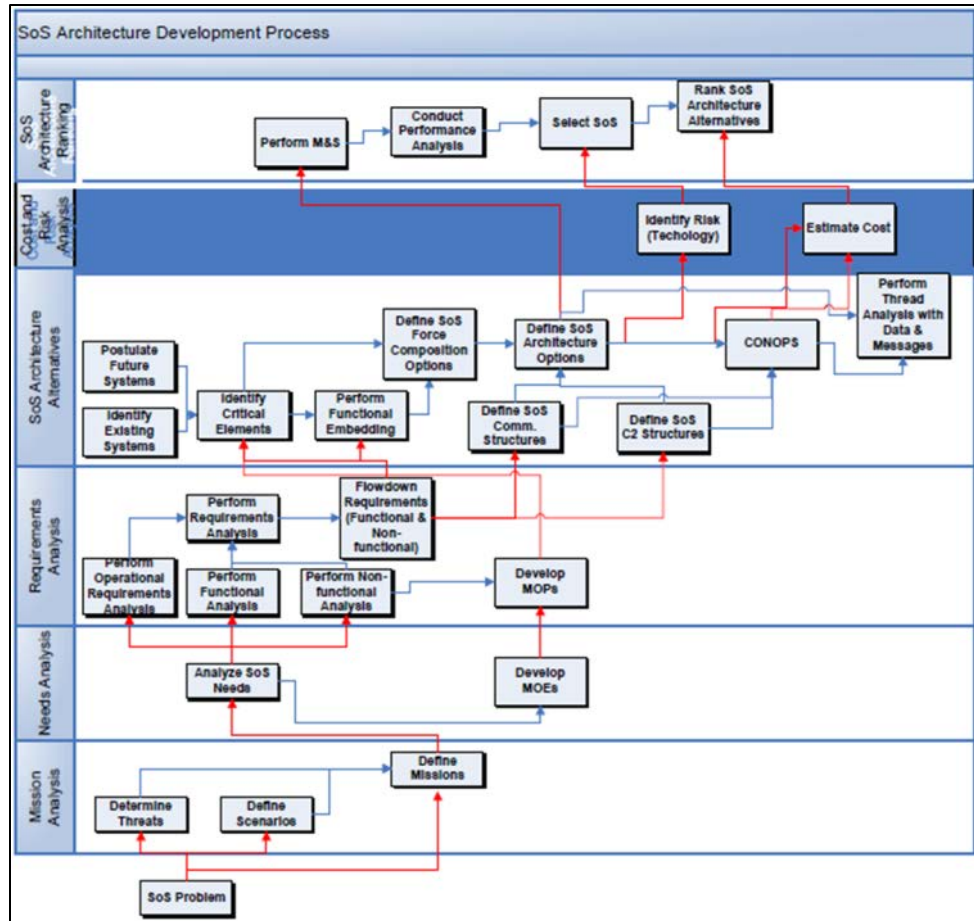 SoS Architecture Development Process
SoS
Architecture
Ranking
Perform M&S
Conduct
Performance
Analysis
Select SoS
Rank SoS
Architecture
Alternatives
Cost and
Risk
Analysis
Identify Risk
(Techology)
Estimate Cost
SoS Architecture
Alternatives
Postulate
Future
Systems
Identify
Existing
Systems
Identify
Critical
Elements
Perform
Functional
Embedding
Define SoS
Force
Composition
Options
Define SoS
Architecture
Options
Define SoS
Comm.
Structures
Define SoS
C2 Structures
CONOPS
Perform
Thread
Analysis with
Data &
Messages
Requirements
Analysis
Perform
Operational
Requirements
Analysis
Perform
Requirements
Analysis
Perform
Functional
Analysis
Perform Non-
functional
Analysis
Flowdown
Requirements
(Functional &
Non-
functional)
Develop
MOPs
Needs Analysis
Analyze SoS
Needs
Develop
MOEs
Mission
Analysis
Determine
Threats
Define
Scenarios
Define
Missions
SoS Problem